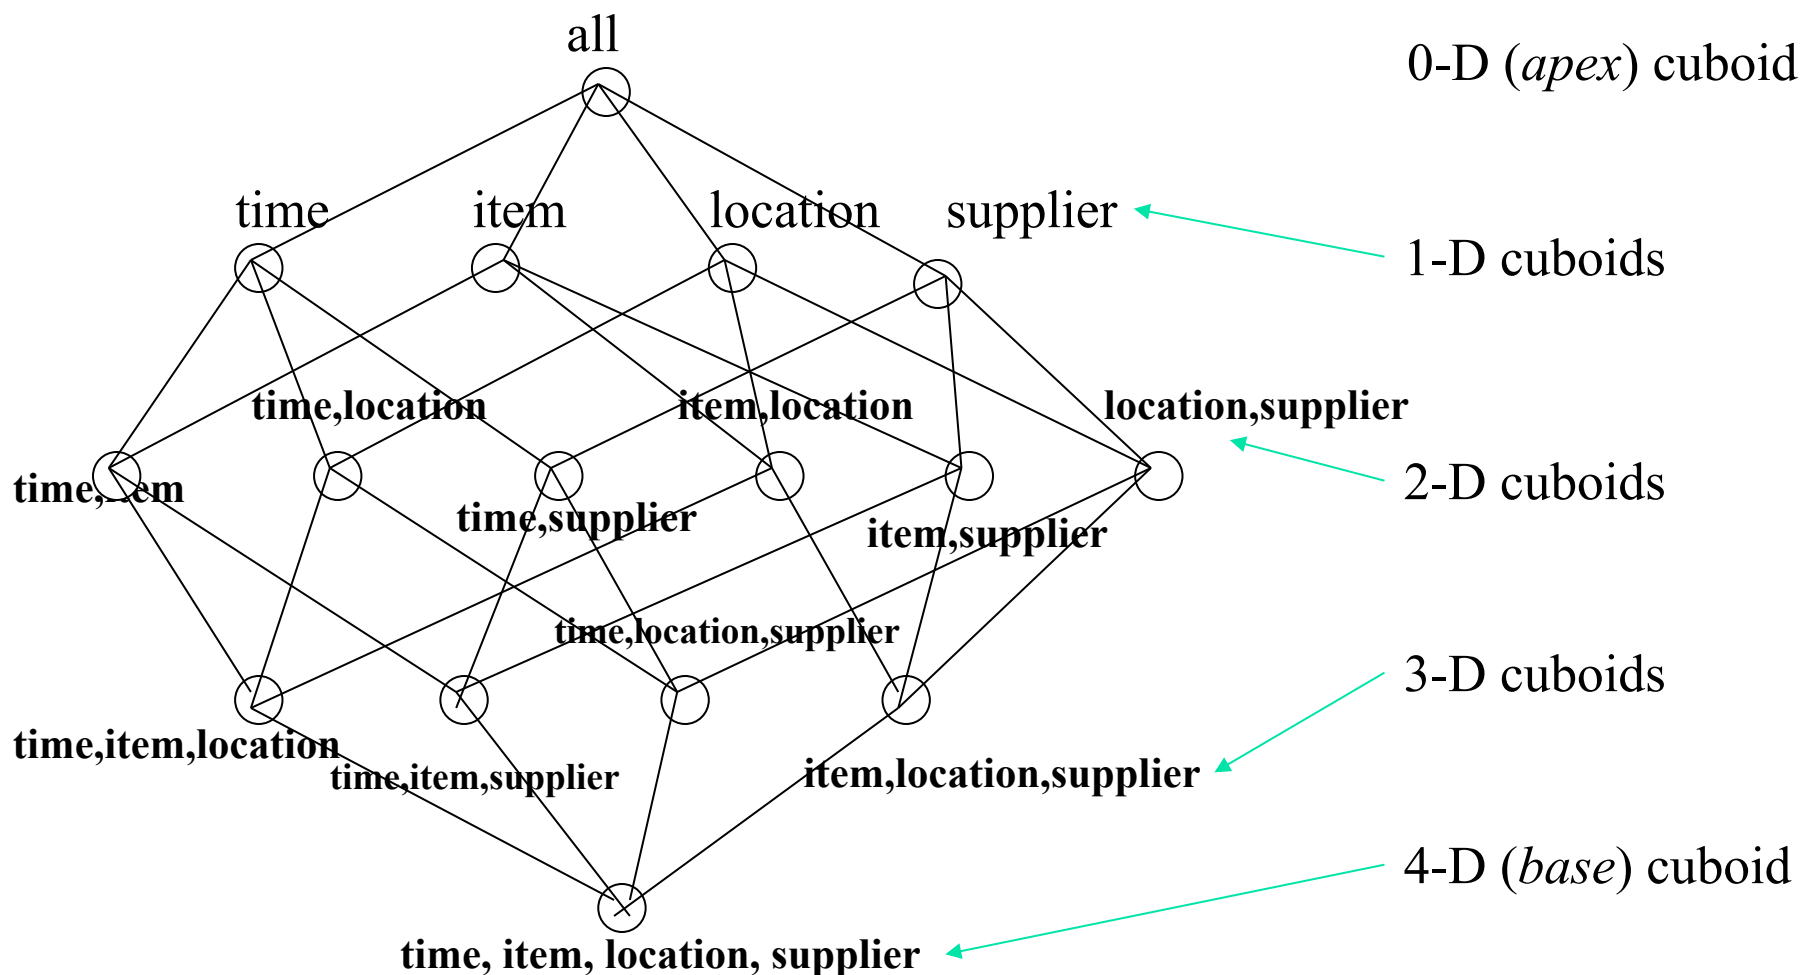 all
0-D (apex) cuboid
time
item
location
supplier
1-D cuboids
time,location
item,location
location,supplier
time,item
time,supplier
item,supplier
2-D cuboids
time,location,supplier
3-D cuboids
time,item,location
time,item,supplier
item,location,supplier
4-D (base) cuboid
time, item, location, supplier